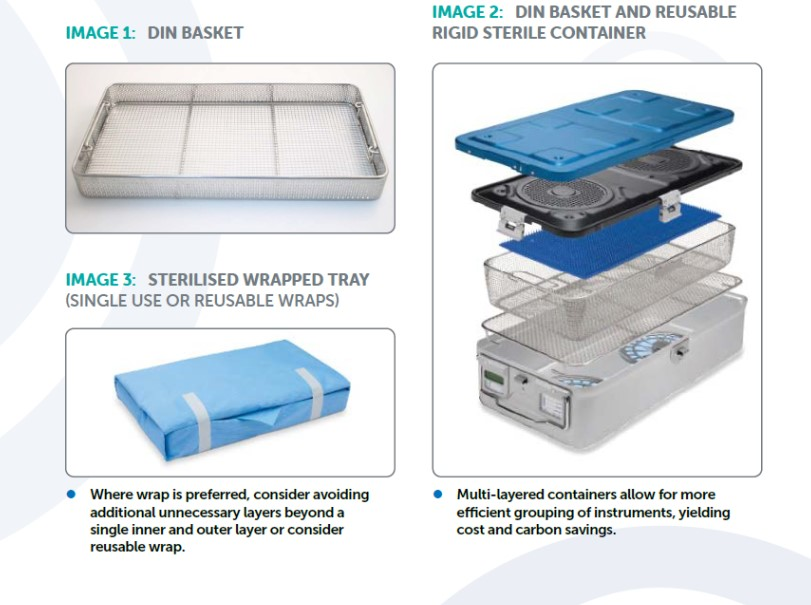 IMAGE 1: DIN BASKET
IMAGE 2: DIN BASKET AND REUSABLE
RIGID STERILE CONTAINER
IMAGE 3: STERILISED WRAPPED TRAY
(SINGLE USE OR REUSABLE WRAPS)
• Where wrap is preferred, consider avoiding
additional unnecessary layers beyond a
single inner and outer layer or consider
reusable wrap.
• Multi-layered containers allow for more
efficient grouping of instruments, yielding
cost and carbon savings.